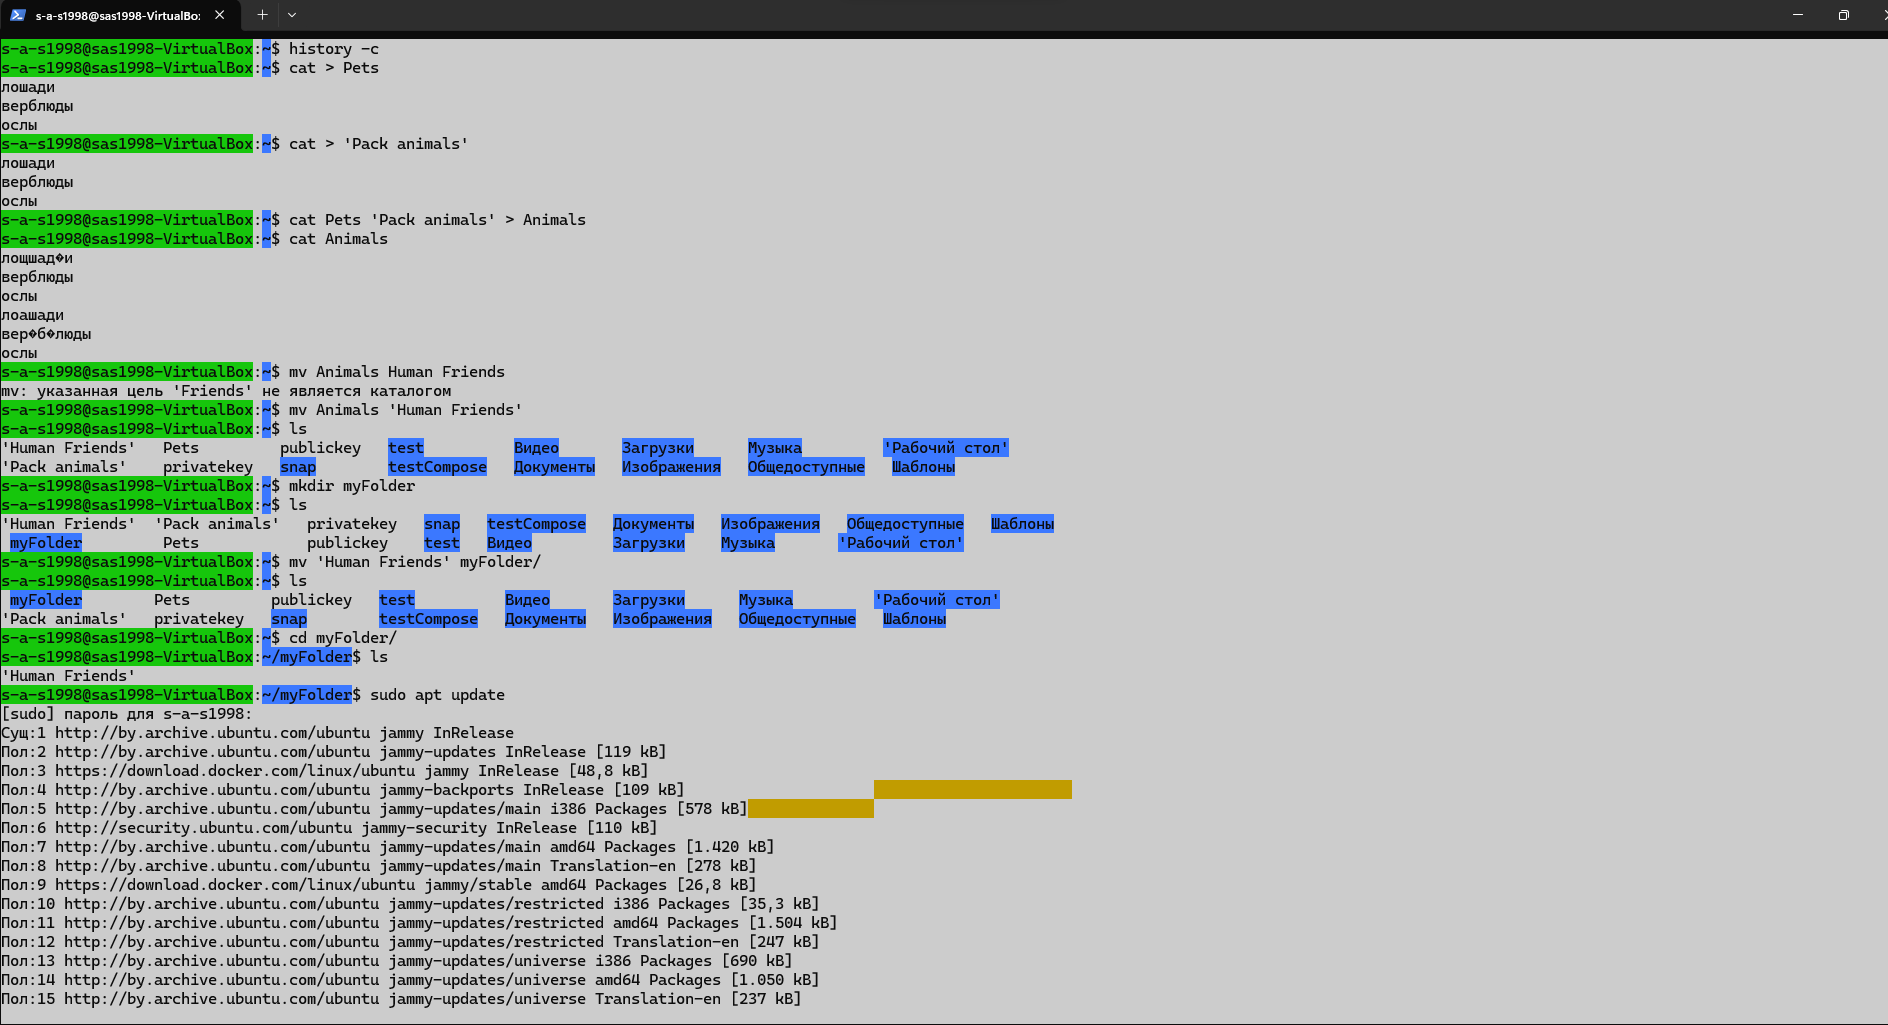 s-a-s1998@sas1998-VirtualBo:
s-a-s1998@sas1998-VirtualBox:~$ history -c
s-a-s1998@sas1998-VirtualBox:~$ cat > Pets
лошади
верблюды
ослы
s-a-s1998@sas1998-VirtualBox:~$ cat > 'Pack animals'
лошади
верблюды
ослы
s-a-s1998@sas1998-VirtualBox:~$ cat Pets 'Pack animals' > Animals
s-a-s1998@sas1998-VirtualBox:~$ cat Animals
лощшад�и
верблюды
ослы
лоашади
вер�б�люды
ослы
s-a-s1998@sas1998-VirtualBox:~$ mv Animals Human Friends
mv: указанная цель 'Friends' не является каталогом
s-a-s1998@sas1998-VirtualBox:~$ mv Animals 'Human Friends'
s-a-s1998@sas1998-VirtualBox:~$ ls
'Human Friends'   Pets         publickey   test          Видео       Загрузки      Музыка         'Рабочий стол'
'Pack animals'    privatekey   snap        testCompose   Документы   Изображения   Общедоступные   Шаблоны
s-a-s1998@sas1998-VirtualBox:~$ mkdir myFolder
s-a-s1998@sas1998-VirtualBox:~$ ls
'Human Friends'  'Pack animals'   privatekey   snap   testCompose   Документы   Изображения   Общедоступные   Шаблоны
 myFolder         Pets            publickey    test   Видео         Загрузки    Музыка       'Рабочий стол'
s-a-s1998@sas1998-VirtualBox:~$ mv 'Human Friends' myFolder/
s-a-s1998@sas1998-VirtualBox:~$ ls
 myFolder        Pets         publickey   test          Видео       Загрузки      Музыка         'Рабочий стол'
'Pack animals'   privatekey   snap        testCompose   Документы   Изображения   Общедоступные   Шаблоны
s-a-s1998@sas1998-VirtualBox:~$ cd myFolder/
s-a-s1998@sas1998-VirtualBox:~/myFolder$ ls
'Human Friends'
s-a-s1998@sas1998-VirtualBox:~/myFolder$ sudo apt update
[sudo] пароль для s-a-s1998:
Сущ:1 http://by.archive.ubuntu.com/ubuntu jammy InRelease
Пол:2 http://by.archive.ubuntu.com/ubuntu jammy-updates InRelease [119 kB]
Пол:3 https://download.docker.com/linux/ubuntu jammy InRelease [48,8 kB]
Пол:4 http://by.archive.ubuntu.com/ubuntu jammy-backports InRelease [109 kB]
Пол:5 http://by.archive.ubuntu.com/ubuntu jammy-updates/main i386 Packages [578 kB]
Пол:6 http://security.ubuntu.com/ubuntu jammy-security InRelease [110 kB]
Пол:7 http://by.archive.ubuntu.com/ubuntu jammy-updates/main amd64 Packages [1.420 kB]
Пол:8 http://by.archive.ubuntu.com/ubuntu jammy-updates/main Translation-en [278 kB]
Пол:9 https://download.docker.com/linux/ubuntu jammy/stable amd64 Packages [26,8 kB]
Пол:10 http://by.archive.ubuntu.com/ubuntu jammy-updates/restricted i386 Packages [35,3 kB]
Пол:11 http://by.archive.ubuntu.com/ubuntu jammy-updates/restricted amd64 Packages [1.504 kB]
Пол:12 http://by.archive.ubuntu.com/ubuntu jammy-updates/restricted Translation-en [247 kB]
Пол:13 http://by.archive.ubuntu.com/ubuntu jammy-updates/universe i386 Packages [690 kB]
Пол:14 http://by.archive.ubuntu.com/ubuntu jammy-updates/universe amd64 Packages [1.050 kB]
Пол:15 http://by.archive.ubuntu.com/ubuntu jammy-updates/universe Translation-en [237 kB]